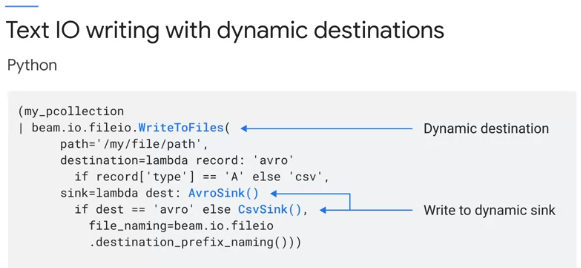 Text IO writing with dynamic destinations
Python
(my_pcollection
| beam.io.fileio.WriteToFiles(
path='/my/file/path',
destination=lambda record: 'avro'
if record['type'] == 'A' else 'csv',
sink=lambda dest: AvroSink()
if dest == 'avro' else CsvSink(),
file_naming=beam.io.fileio
.destination_prefix_naming()))
Dynamic destination
Write to dynamic sink